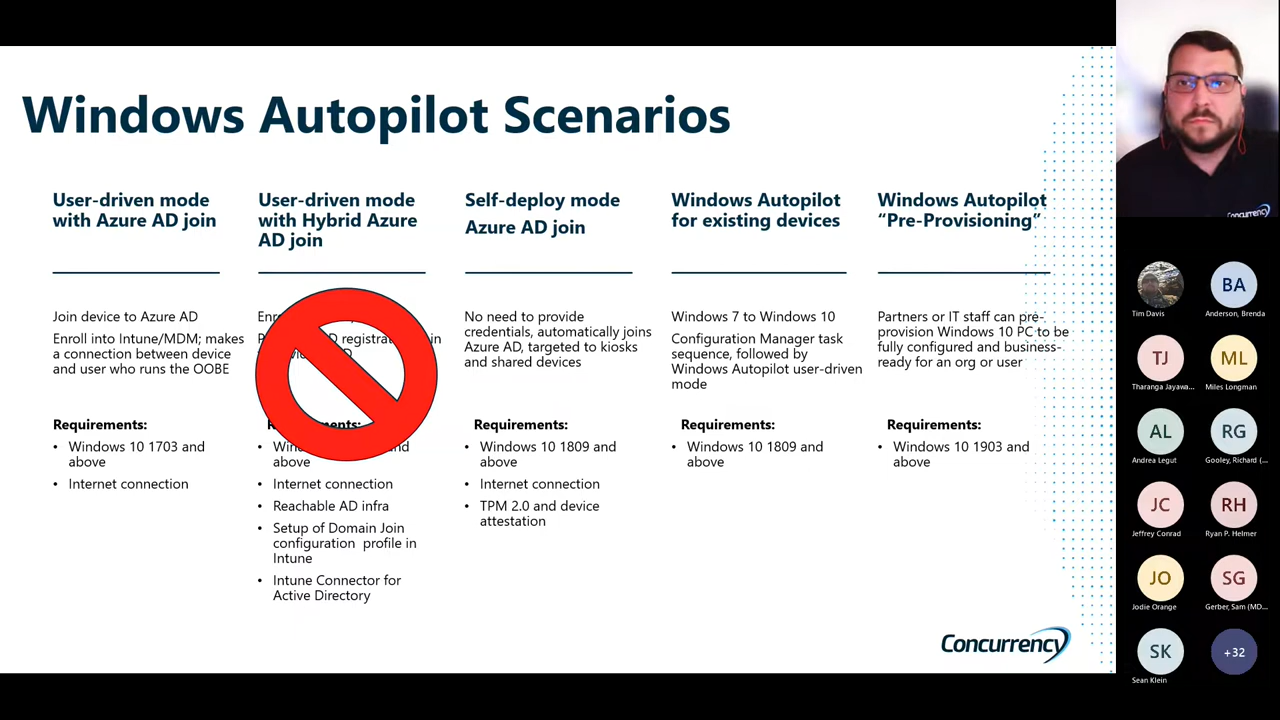 Windows Autopilot Scenarios
User-driven mode
with Azure AD join
Join device to Azure AD
Enroll into Intune/MDM; makes
a connection between device
and user who runs the OOBE
Requirements:
• Windows 10 1703 and
above
• Internet connection
User-driven mode
with Hybrid Azure
AD join
above
• Internet connection
• Reachable AD infra
• Setup of Domain Join
configuration profile in
Intune
• Intune Connector for
Active Directory
Self-deploy mode
Azure AD join
No need to provide
credentials, automatically joins
Azure AD, targeted to kiosks
and shared devices
Requirements:
• Windows 10 1809 and
above
• Internet connection
• TPM 2.0 and device
attestation
Windows Autopilot
for existing devices
Windows 7 to Windows 10
Configuration Manager task
sequence, followed by
Windows Autopilot user-driven
mode
Requirements:
• Windows 10 1809 and
above
Windows Autopilot
“Pre-Provisioning”
Partners or IT staff can pre-
provision Windows 10 PC to be
fully configured and business-
ready for an org or user
Requirements:
• Windows 10 1903 and
above
Concurrency
Concurrency
Tim Davis
BA
Anderson, Brenda
TJ
Tharanga Jayawa...
ML
Miles Longman
AL
Andrea Legut
RG
Gooley, Richard (...
JC
Jeffrey Conrad
RH
Ryan P. Helmer
JO
Jodie Orange
SG
Gerber, Sam (MD...
SK
Sean Klein
+32